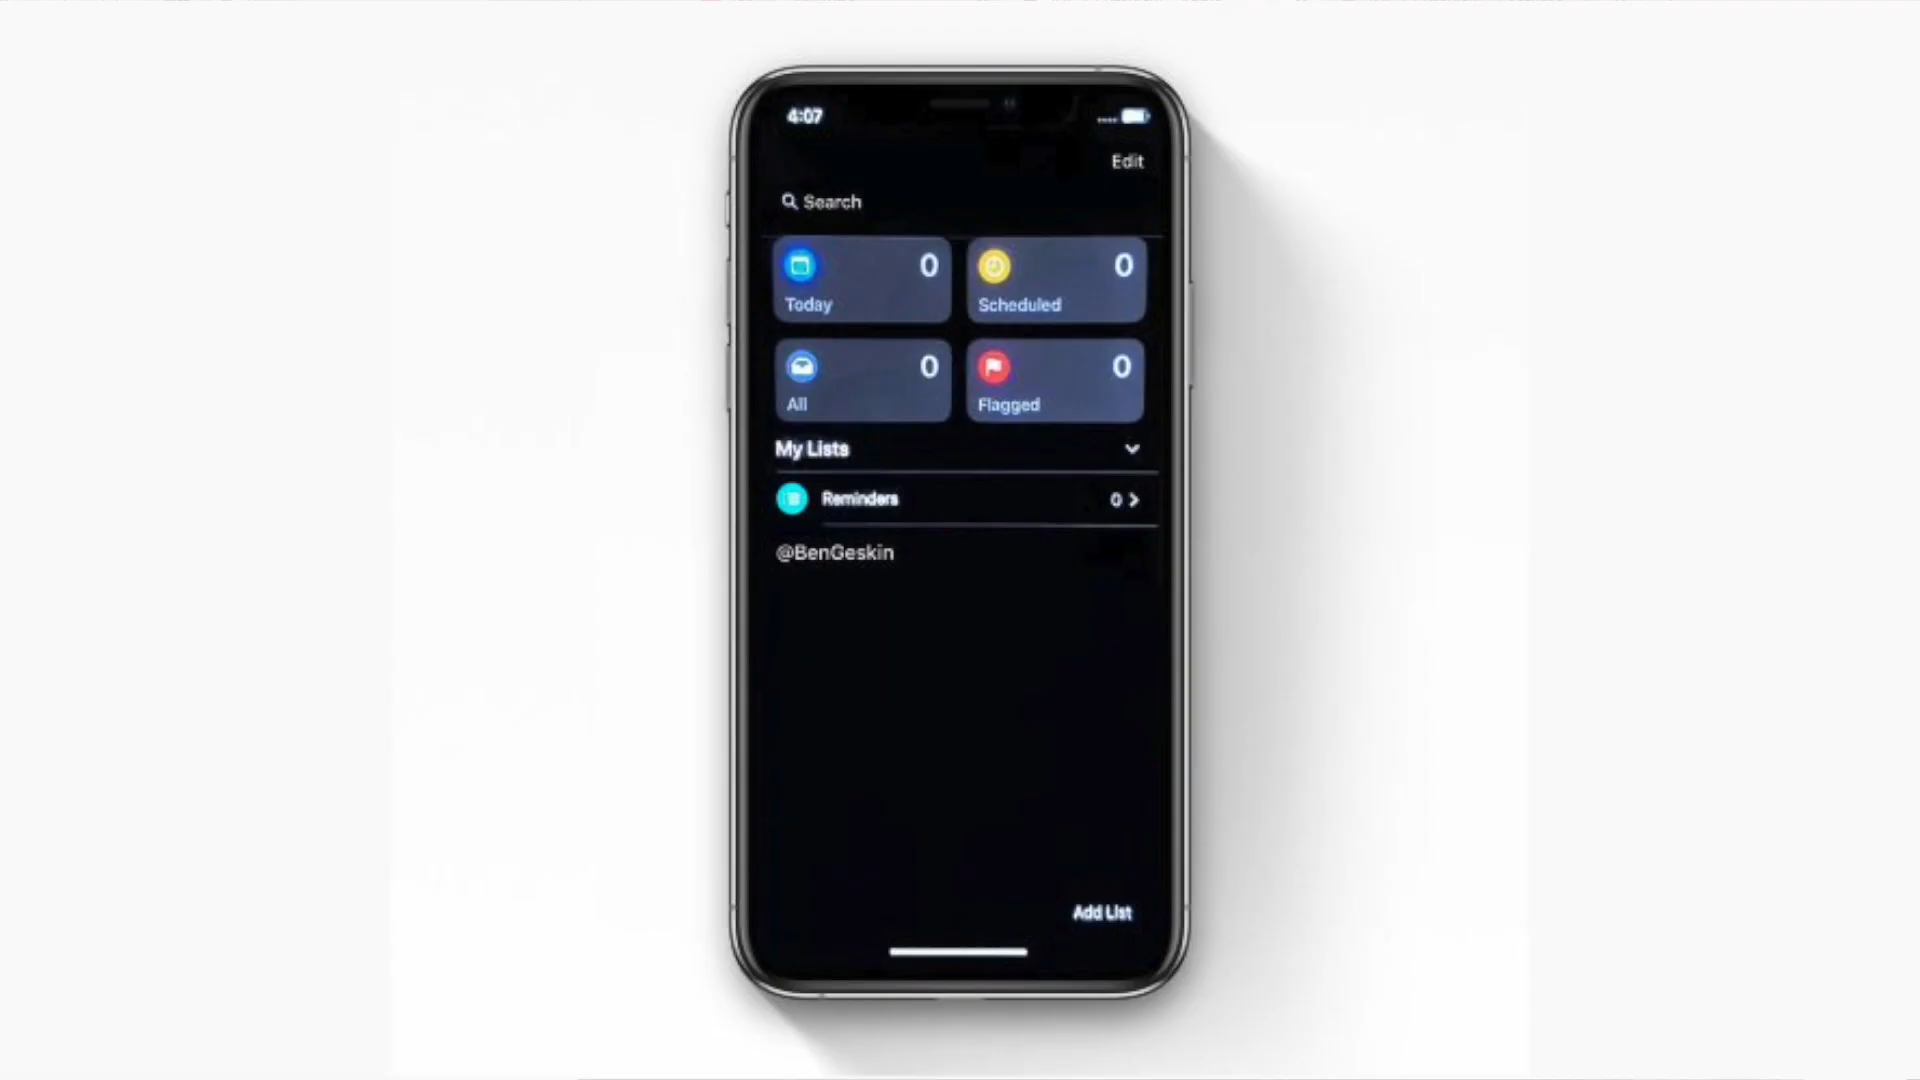 4:07
Edit
Search
0 0
Today Scheduled
0 0
All Flagged
My Lists
Reminders 0
@BenGeskin
Add List